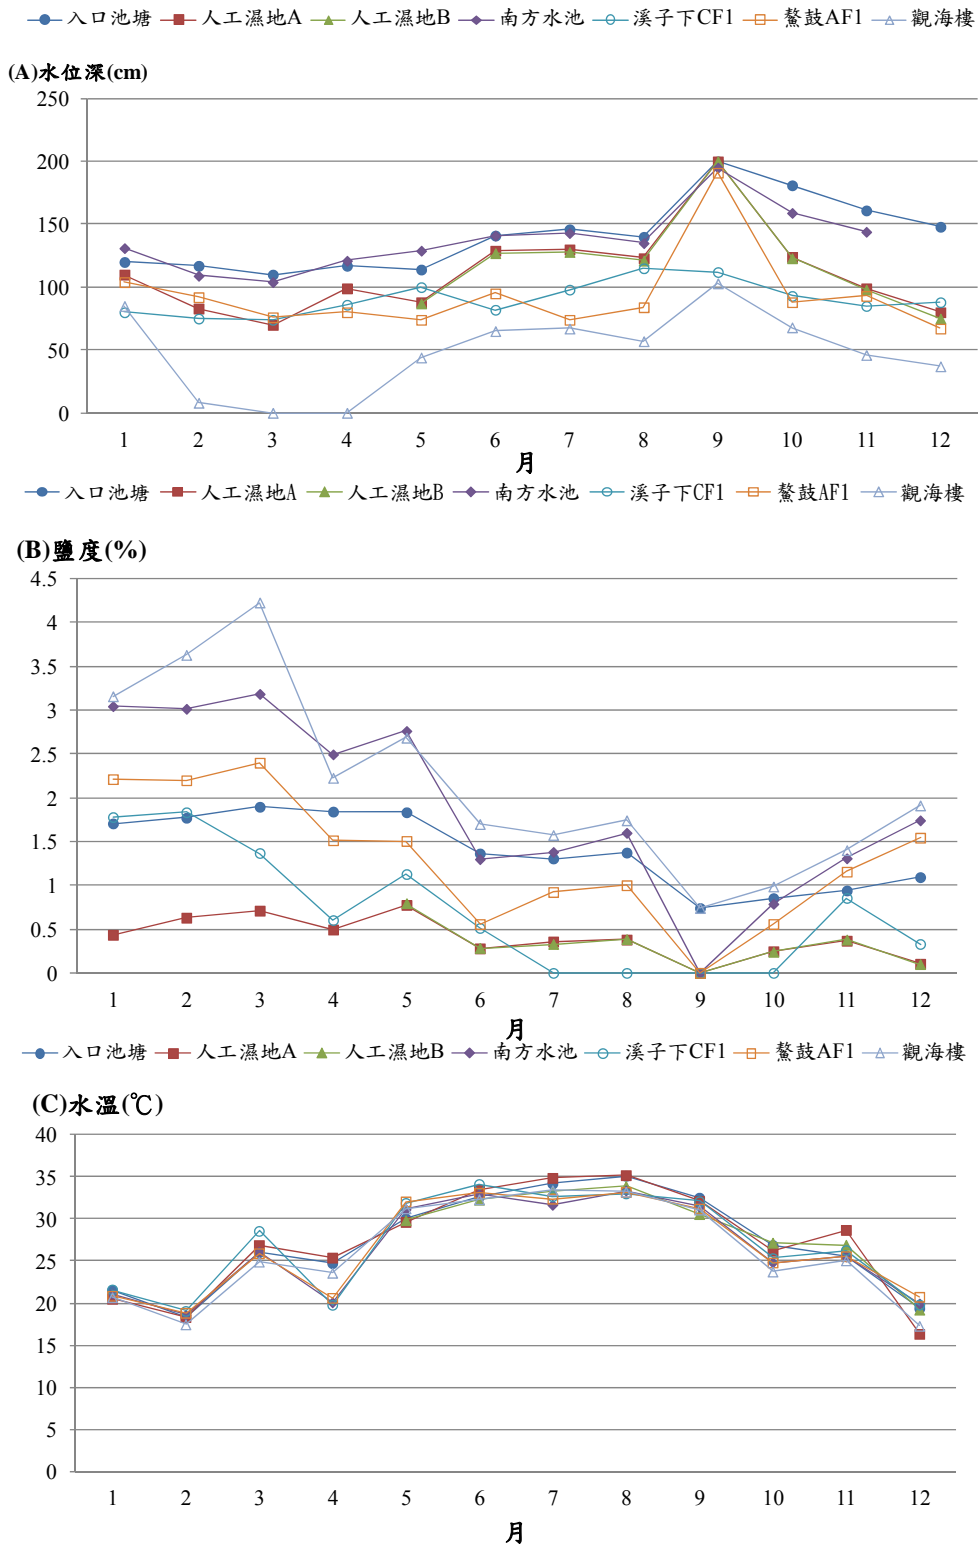 入口池塘 人工濕地A 人工濕地B 南方水池 溪子下CF1 鰲鼓AF1 觀海樓
(A)水位深(cm)
250
200
150
100
50
0
1 2 3 4 5 6 7 8 9 10 11 12
月
入口池塘 人工濕地A 人工濕地B 南方水池 溪子下CF1 鰲鼓AF1 觀海樓
(B)鹽度(%)
4.5
4
3.5
3
2.5
2
1.5
1
0.5
0
1 2 3 4 5 6 7 8 9 10 11 12
月
入口池塘 人工濕地A 人工濕地B 南方水池 溪子下CF1 鰲鼓AF1 觀海樓
(C)水溫(℃)
40
35
30
25
20
15
10
5
0
1 2 3 4 5 6 7 8 9 10 11 12
月